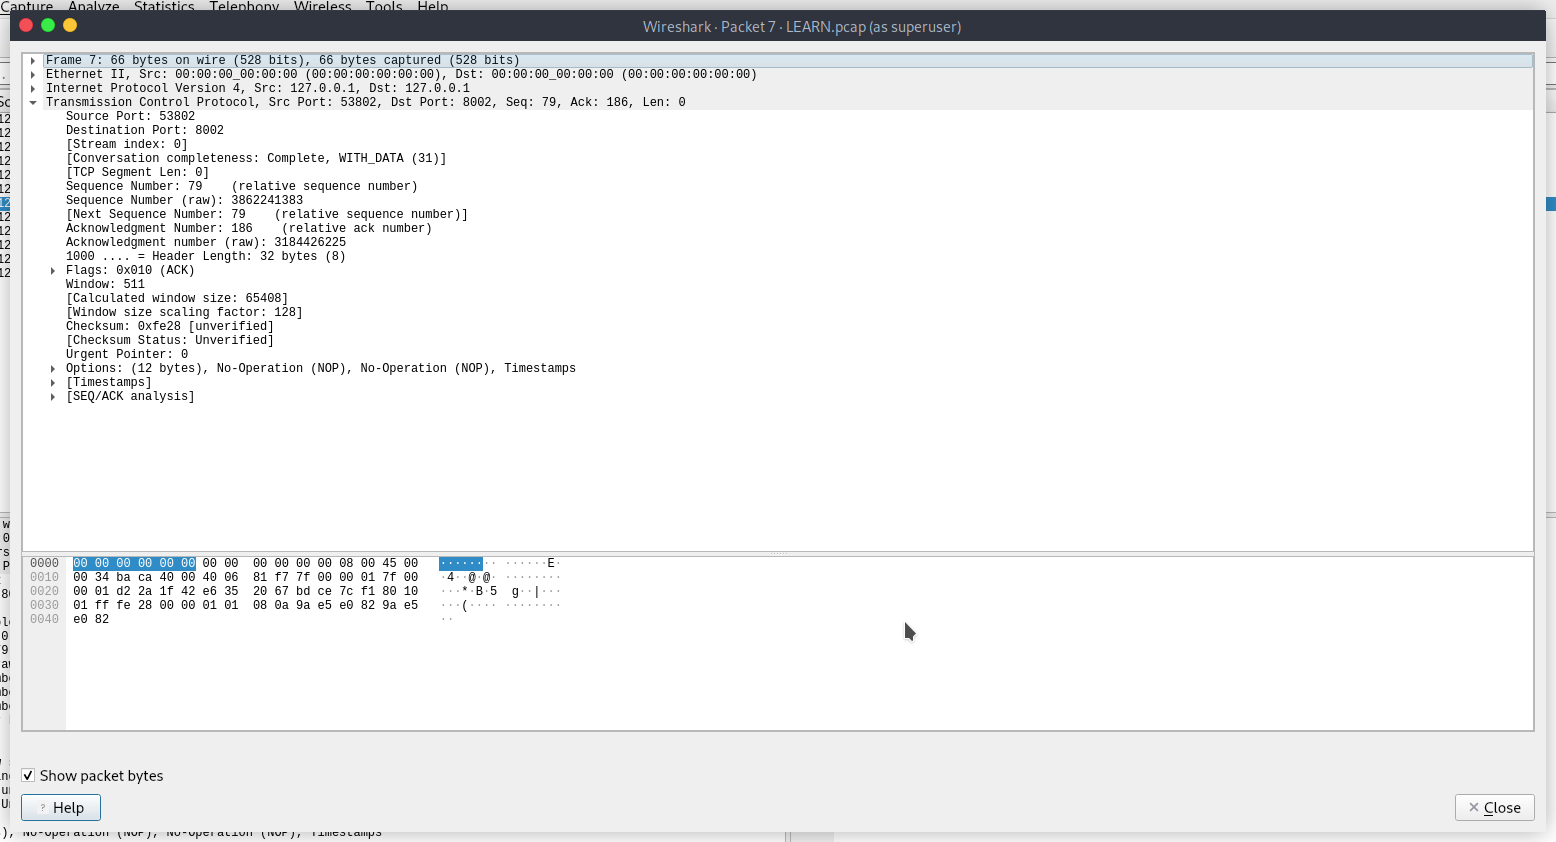 Capture Analyze Statistics Telephony Wireless Tools Help
Wireshark · Packet 7 · LEARN.pcap (as superuser)
Frame 7: 66 bytes on wire (528 bits), 66 bytes captured (528 bits)
Ethernet II, Src: 00:00:00_00:00:00 (00:00:00:00:00:00), Dst: 00:00:00_00:00:00 (00:00:00:00:00:00)
Internet Protocol Version 4, Src: 127.0.0.1, Dst: 127.0.0.1
Transmission Control Protocol, Src Port: 53802, Dst Port: 8002, Seq: 79, Ack: 186, Len: 0
Source Port: 53802
Destination Port: 8002
[Stream index: 0]
[Conversation completeness: Complete, WITH_DATA (31)]
[TCP Segment Len: 0]
Sequence Number: 79    (relative sequence number)
Sequence Number (raw): 3862241383
[Next Sequence Number: 79    (relative sequence number)]
Acknowledgment Number: 186    (relative ack number)
Acknowledgment number (raw): 3184426225
1000 .... = Header Length: 32 bytes (8)
Flags: 0x010 (ACK)
Window: 511
[Calculated window size: 65408]
[Window size scaling factor: 128]
Checksum: 0xfe28 [unverified]
[Checksum Status: Unverified]
Urgent Pointer: 0
Options: (12 bytes), No-Operation (NOP), No-Operation (NOP), Timestamps
[Timestamps]
[SEQ/ACK analysis]
0000 00 00 00 00 00 00 00 00 00 00 00 00 08 00 45 00 ········ ······E·
0010 00 34 ba ca 40 00 40 06 81 f7 7f 00 00 01 7f 00 ·4··@·@· ········
0020 00 01 d2 2a 1f 42 e6 35 20 67 bd ce 7c f1 80 10 ···*·B·5 g··|···
0030 01 ff fe 28 00 00 01 01 08 0a 9a e5 e0 82 9a e5 ···(···· ········
0040 e0 82 ··
Show packet bytes
? Help
Close
), No-Operation (NOP), No-Operation (NOP), Timestamps